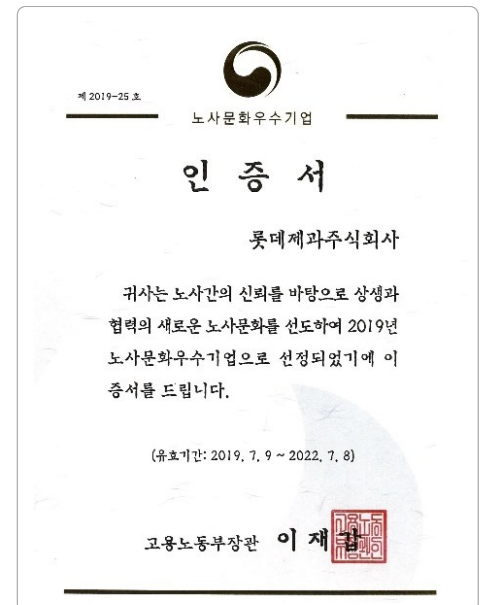 제 2019-25 호
노사문화우수기업
인 증 서
롯데제과주식회사
귀사는 노사간의 신뢰를 바탕으로 상생과
협력의 새로운 노사문화를 선도하여 2019년
노사문화우수기업으로 선정되었기에 이
증서를 드립니다.
(유효기간: 2019. 7. 9 ~ 2022. 7. 8)
고용노동부장관 이 재 갑